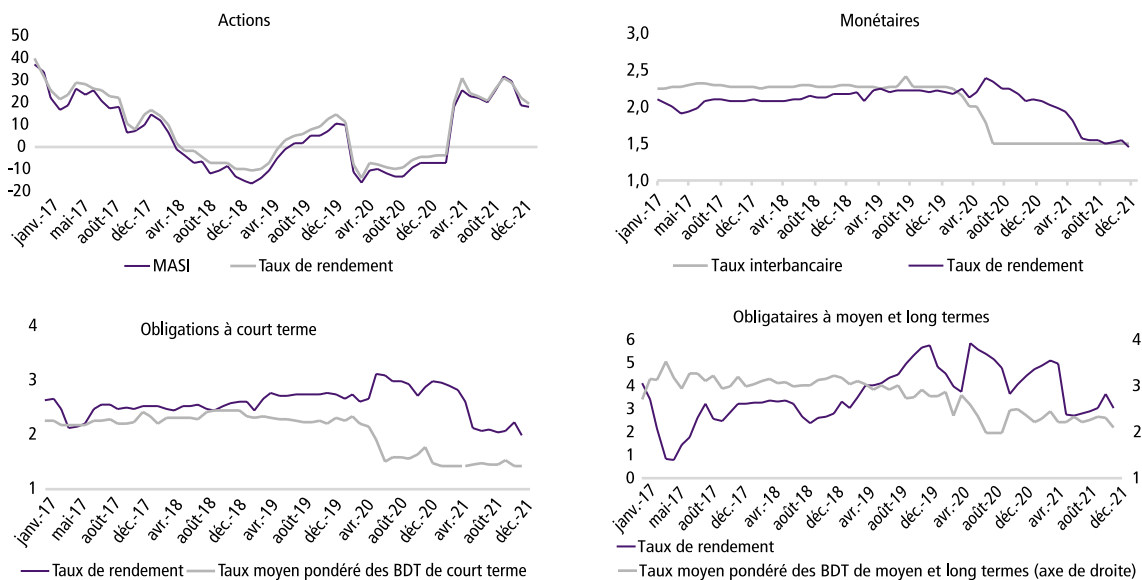 Actions
50
40
30
20
10
0
-10
-20
janv.-17
mai-17
août-17
déc.-17
avr.-18
août-18
déc.-18
avr.-19
août-19
déc.-19
avr.-20
août-20
déc.-20
avr.-21
août-21
déc.-21
MASI
Taux de rendement
Monétaires
3,0
2,5
2,0
1,5
1,0
janv.-17
mai-17
août-17
déc.-17
avr.-18
août-18
déc.-18
avr.-19
août-19
déc.-19
avr.-20
août-20
déc.-20
avr.-21
août-21
déc.-21
Taux interbancaire
Taux de rendement
Obligations à court terme
4
3
2
1
janv.-17
mai-17
août-17
déc.-17
avr.-18
août-18
déc.-18
avr.-19
août-19
déc.-19
avr.-20
août-20
déc.-20
avr.-21
août-21
déc.-21
Taux de rendement
Taux moyen pondéré des BDT de court terme
Obligataires à moyen et long termes
6
5
4
3
2
1
0
4
3
2
1
janv.-17
mai-17
août-17
déc.-17
avr.-18
août-18
déc.-18
avr.-19
août-19
déc.-19
avr.-20
août-20
déc.-20
avr.-21
août-21
déc.-21
Taux de rendement
Taux moyen pondéré des BDT de moyen et long termes (axe de droite)